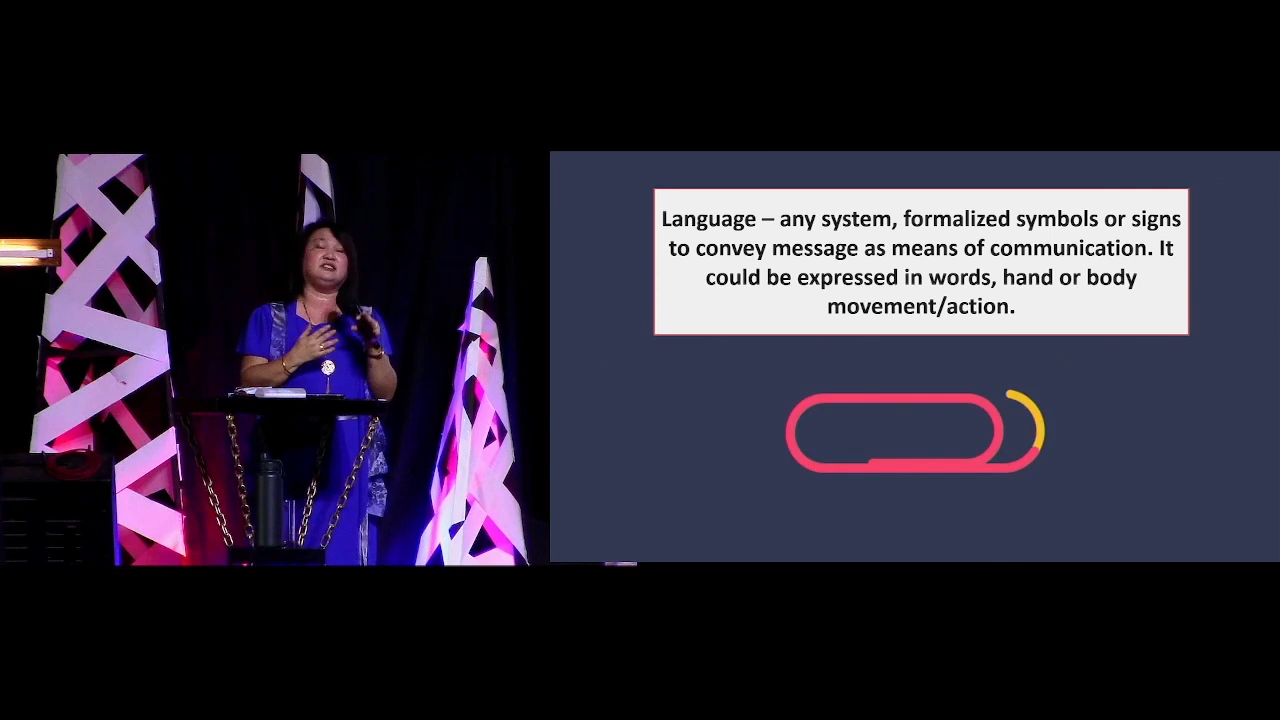 Language – any system, formalized symbols or signs
to convey message as means of communication. It
could be expressed in words, hand or body
movement/action.